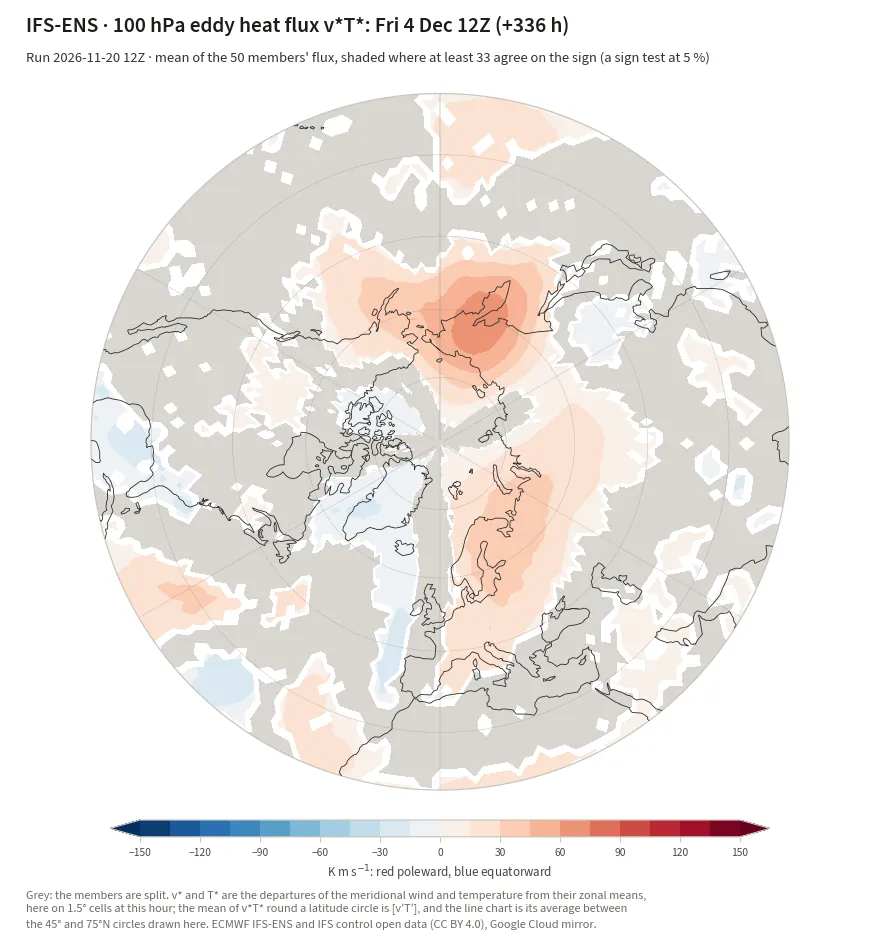 IFS-ENS · 100 hPa eddy heat flux v*T*: Fri 4 Dec 12Z (+336 h)
Run 2026-11-20 12Z · mean of the 50 members' flux, shaded where at least 33 agree on the sign (a sign test at 5 %)
−150 −120 −90 −60 −30 0 30 60 90 120 150
K m s⁻¹: red poleward, blue equatorward
Grey: the members are split. v* and T* are the departures of the meridional wind and temperature from their zonal means,
here on 1.5° cells at this hour; the mean of v*T* round a latitude circle is [v′T′], and the line chart is its average between
the 45° and 75°N circles drawn here. ECMWF IFS-ENS and IFS control open data (CC BY 4.0), Google Cloud mirror.